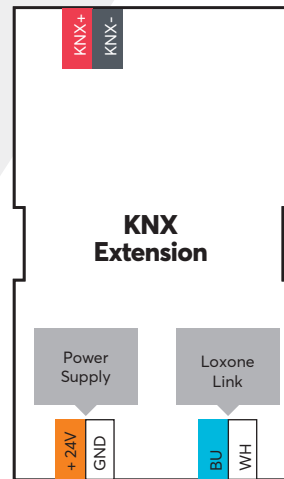 KNX+
KNX-
KNX
Extension
Power
Supply
Loxone
Link
+ 24V
GND
BU
WH